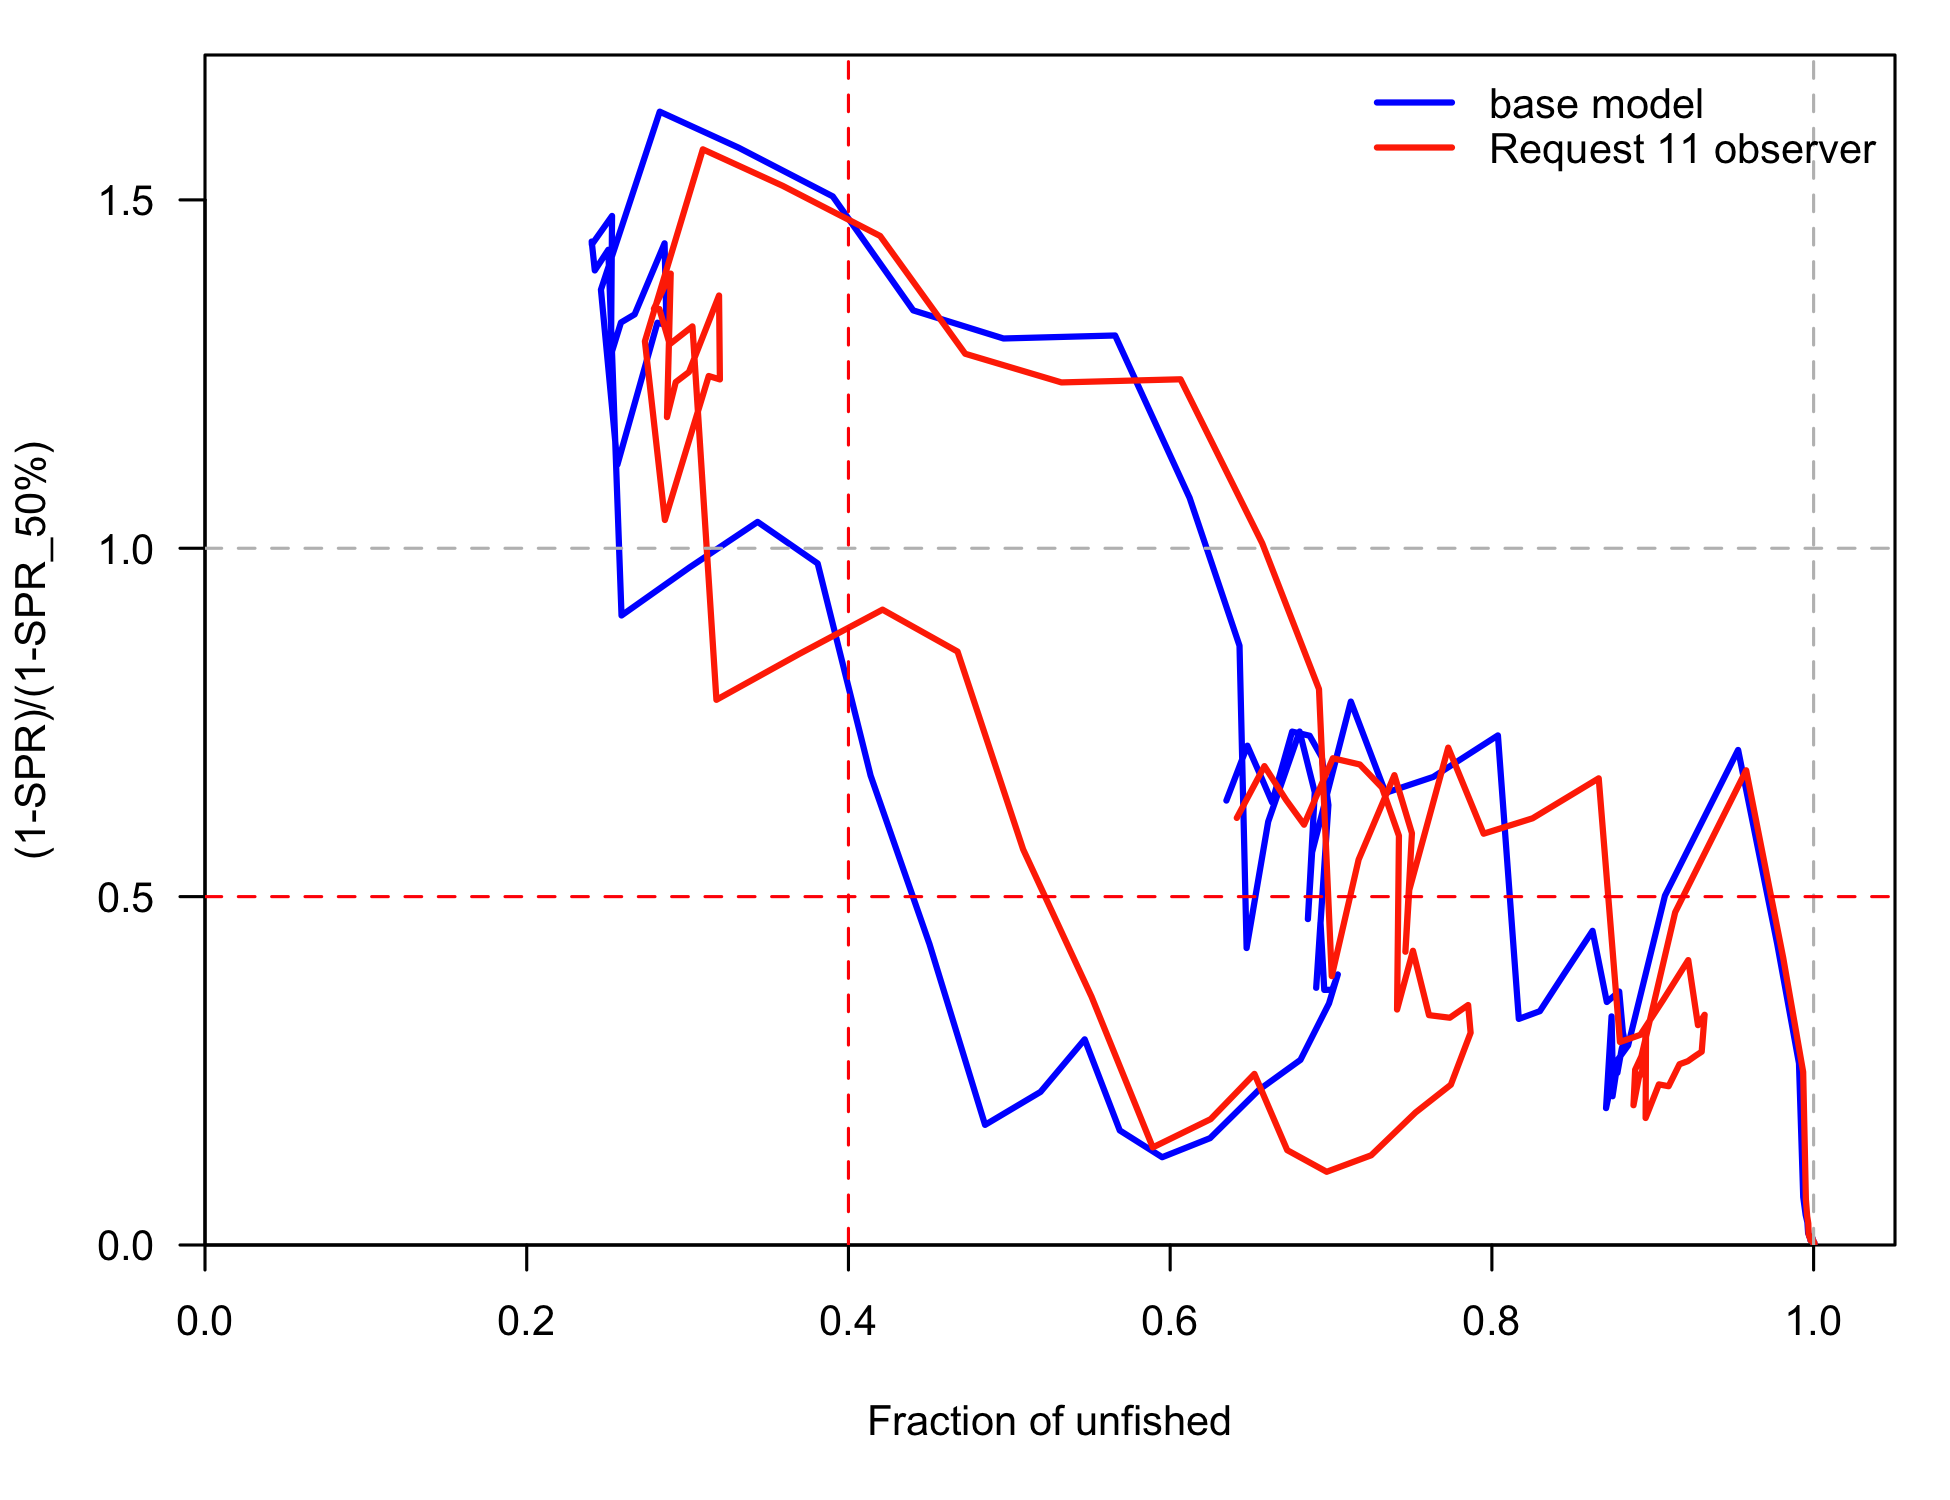 base model
Request 11 observer
1.5
1.0
0.5
0.0
(1-SPR)/(1-SPR_50%)
0.0 0.2 0.4 0.6 0.8 1.0
Fraction of unfished